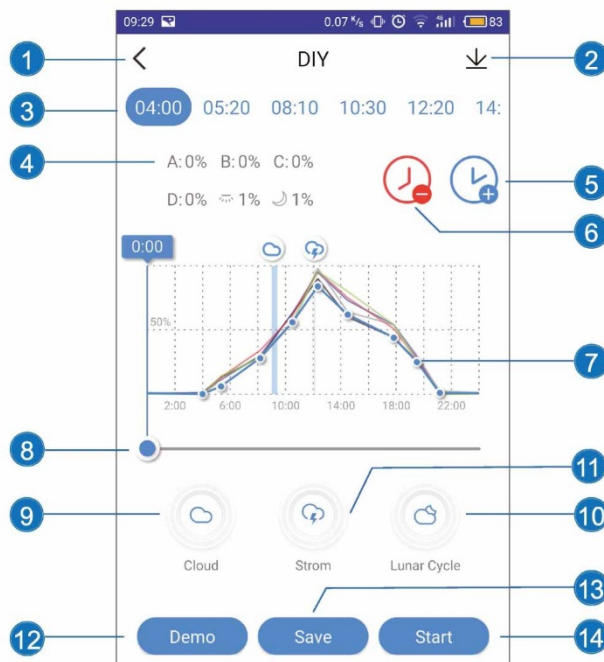 09:29 0.07 K/s 4G 83
1 DIY 2
3 04:00 05:20 08:10 10:30 12:20 14:
4 A:0% B:0% C:0%
D:0% 1% 1% 5
6
0:00
50%
7
2:00 6:00 10:00 14:00 18:00 22:00
8
11
9 10
Cloud Strom Lunar Cycle
13
12 Demo Save Start 14